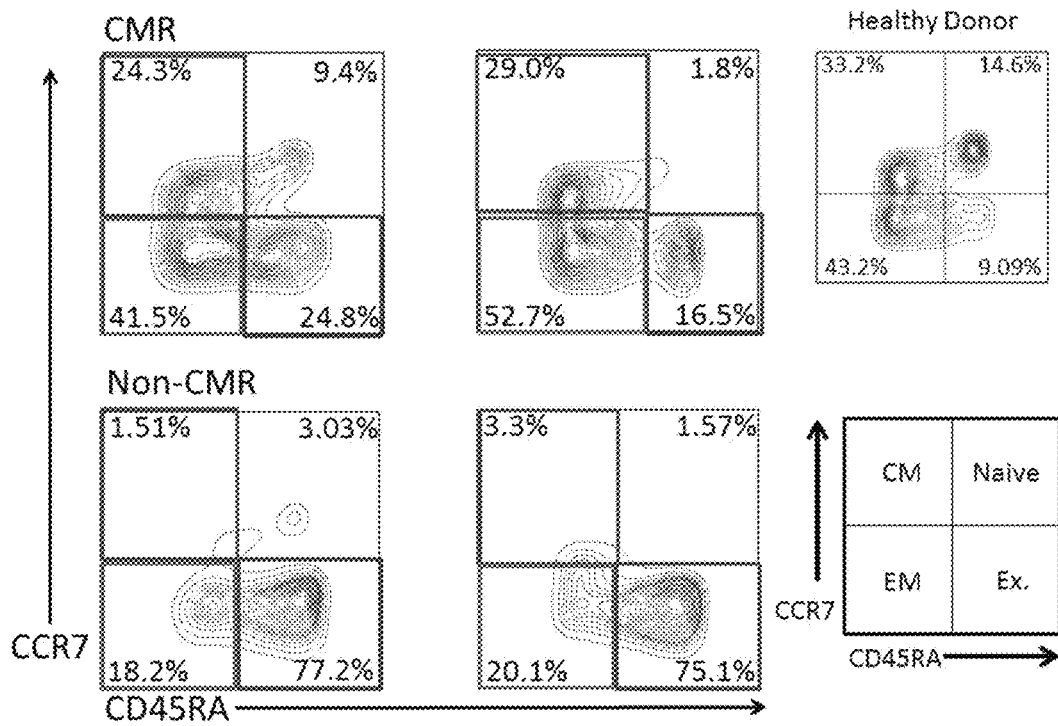 CMR
24.3% 9.4%
41.5% 24.8%
29.0% 1.8%
52.7% 16.5%
Healthy Donor
33.2% 14.6%
43.2% 9.09%
Non-CMR
1.51% 3.03%
18.2% 77.2%
3.3% 1.57%
20.1% 75.1%
CCR7
CD45RA
CM Naive
EM Ex.
CCR7
CD45RA